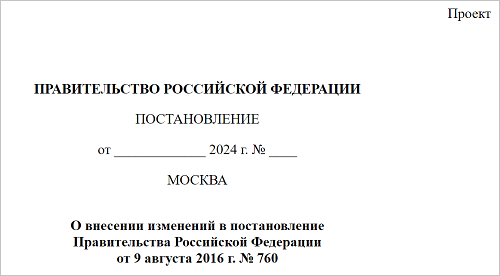 Проект
ПРАВИТЕЛЬСТВО РОССИЙСКОЙ ФЕДЕРАЦИИ
ПОСТАНОВЛЕНИЕ
от _____________ 2024 г. № ____
МОСКВА
О внесении изменений в постановление
Правительства Российской Федерации
от 9 августа 2016 г. № 760